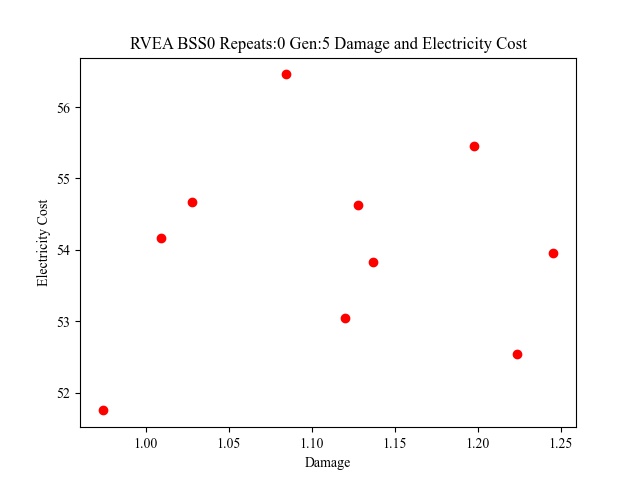 RVEA BSS0 Repeats:0 Gen:5 Damage and Electricity Cost
56
55
54
53
52
Electricity Cost
1.00 1.05 1.10 1.15 1.20 1.25
Damage